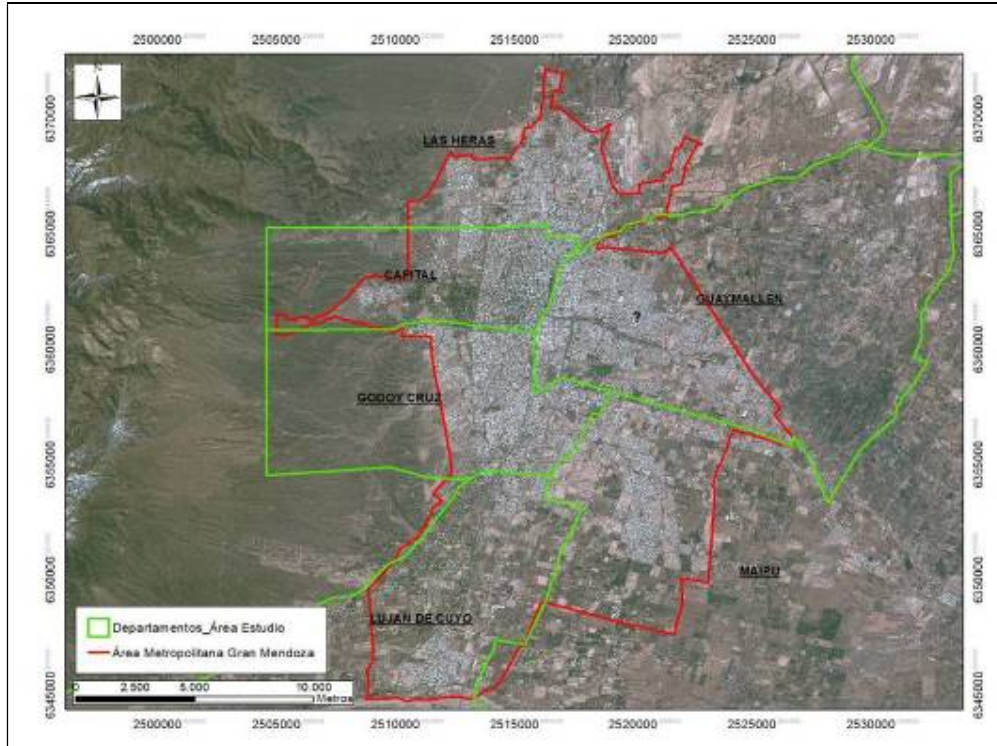 2500000 2505000 2510000 2515000 2520000 2525000 2530000
6370000 6370000
LAS HERAS
6365000 6365000
CAPITAL
GUAYMALLEN
?
6360000 6360000
GODOY CRUZ
6355000 6355000
6350000 6350000
MAIPU
LUJAN DE CUYO
Departamentos_Área Estudio
Área Metropolitana Gran Mendoza
0 2.500 5.000 10.000
Metros
6345000 6345000
2500000 2505000 2510000 2515000 2520000 2525000 2530000